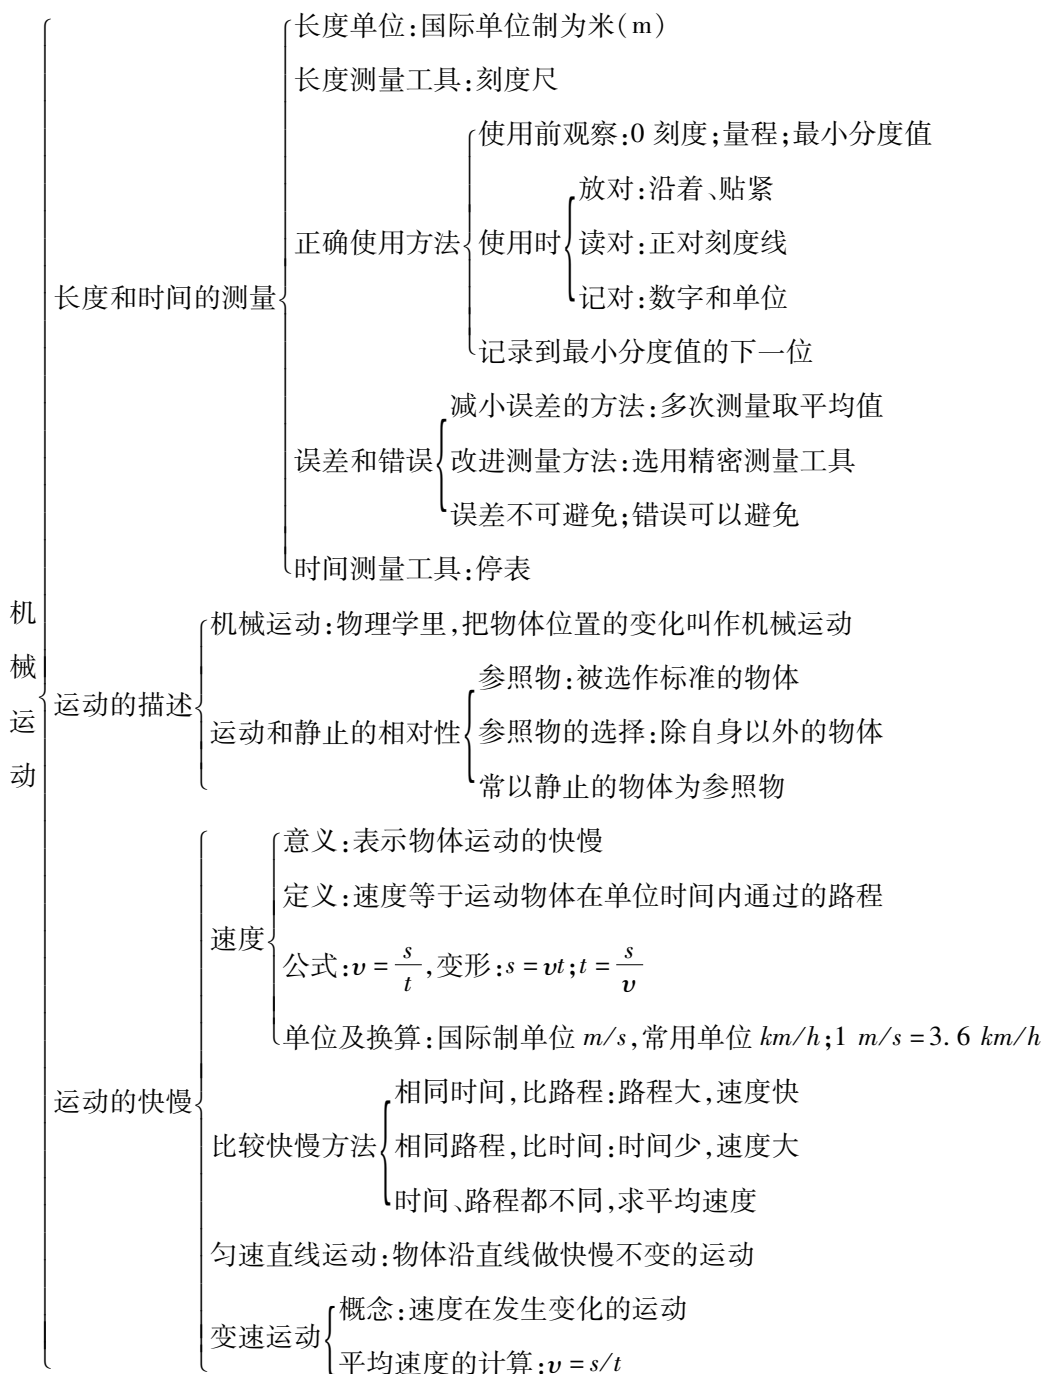 长度单位:国际单位制为米(m)
长度测量工具:刻度尺
使用前观察:0 刻度;量程;最小分度值
放对:沿着、贴紧
正确使用方法 使用时 读对:正对刻度线
长度和时间的测量 记对:数字和单位
记录到最小分度值的下一位
减小误差的方法:多次测量取平均值
误差和错误 改进测量方法:选用精密测量工具
误差不可避免;错误可以避免
时间测量工具:停表
机械运动
机械运动:物理学里,把物体位置的变化叫作机械运动
参照物:被选作标准的物体
运动的描述
运动和静止的相对性 参照物的选择:除自身以外的物体
常以静止的物体为参照物
意义:表示物体运动的快慢
定义:速度等于运动物体在单位时间内通过的路程
速度
公式:v = s/t,变形:s = vt;t = s/v
单位及换算:国际制单位 m/s,常用单位 km/h;1 m/s = 3.6 km/h
运动的快慢 相同时间,比路程:路程大,速度快
比较快慢方法 相同路程,比时间:时间少,速度大
时间、路程都不同,求平均速度
匀速直线运动:物体沿直线做快慢不变的运动
概念:速度在发生变化的运动
变速运动
平均速度的计算:v = s/t